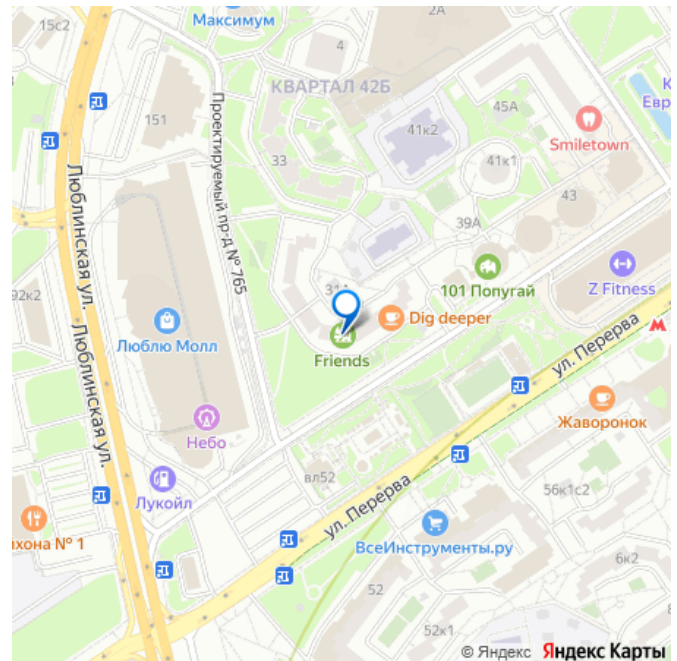 15с2
Максимум
2А
4
КВАРТАЛ 42Б
45А
Евр
151
41к2
Smiletown
Проектируемый пр-д № 765
33
41к1
43
Люблинская ул.
39А
92к2
31А
101 Попугай
Z Fitness
Люблю Молл
Dig deeper
Friends
ул. Перерва
Люблинская ул.
Небо
Жаворонок
Лукойл
вл52
56к1с2
йхона № 1
ул. Перерва
ВсеИнструменты.ру
6к2
52
52к1
© Яндекс Яндекс Карты